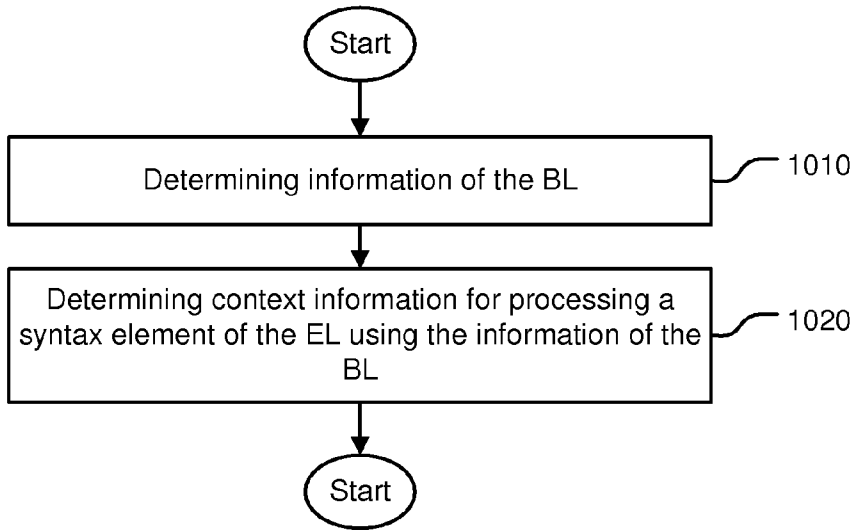 Start
Determining information of the BL
1010
Determining context information for processing a
syntax element of the EL using the information of the
BL
1020
Start